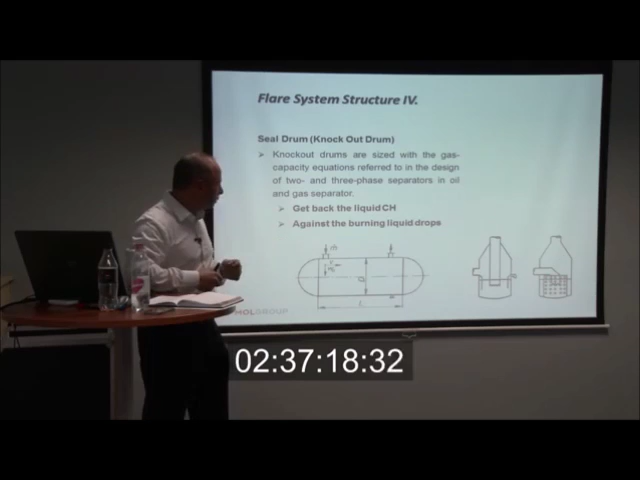 Flare System Structure IV.
Seal Drum (Knock Out Drum)
➢ Knockout drums are sized with the gas-
capacity equations referred to in the design
of two- and three-phase separators in oil
and gas separator.
➢ Get back the liquid CH
➢ Against the burning liquid drops
L
MOLGROUP
02:37:18:32